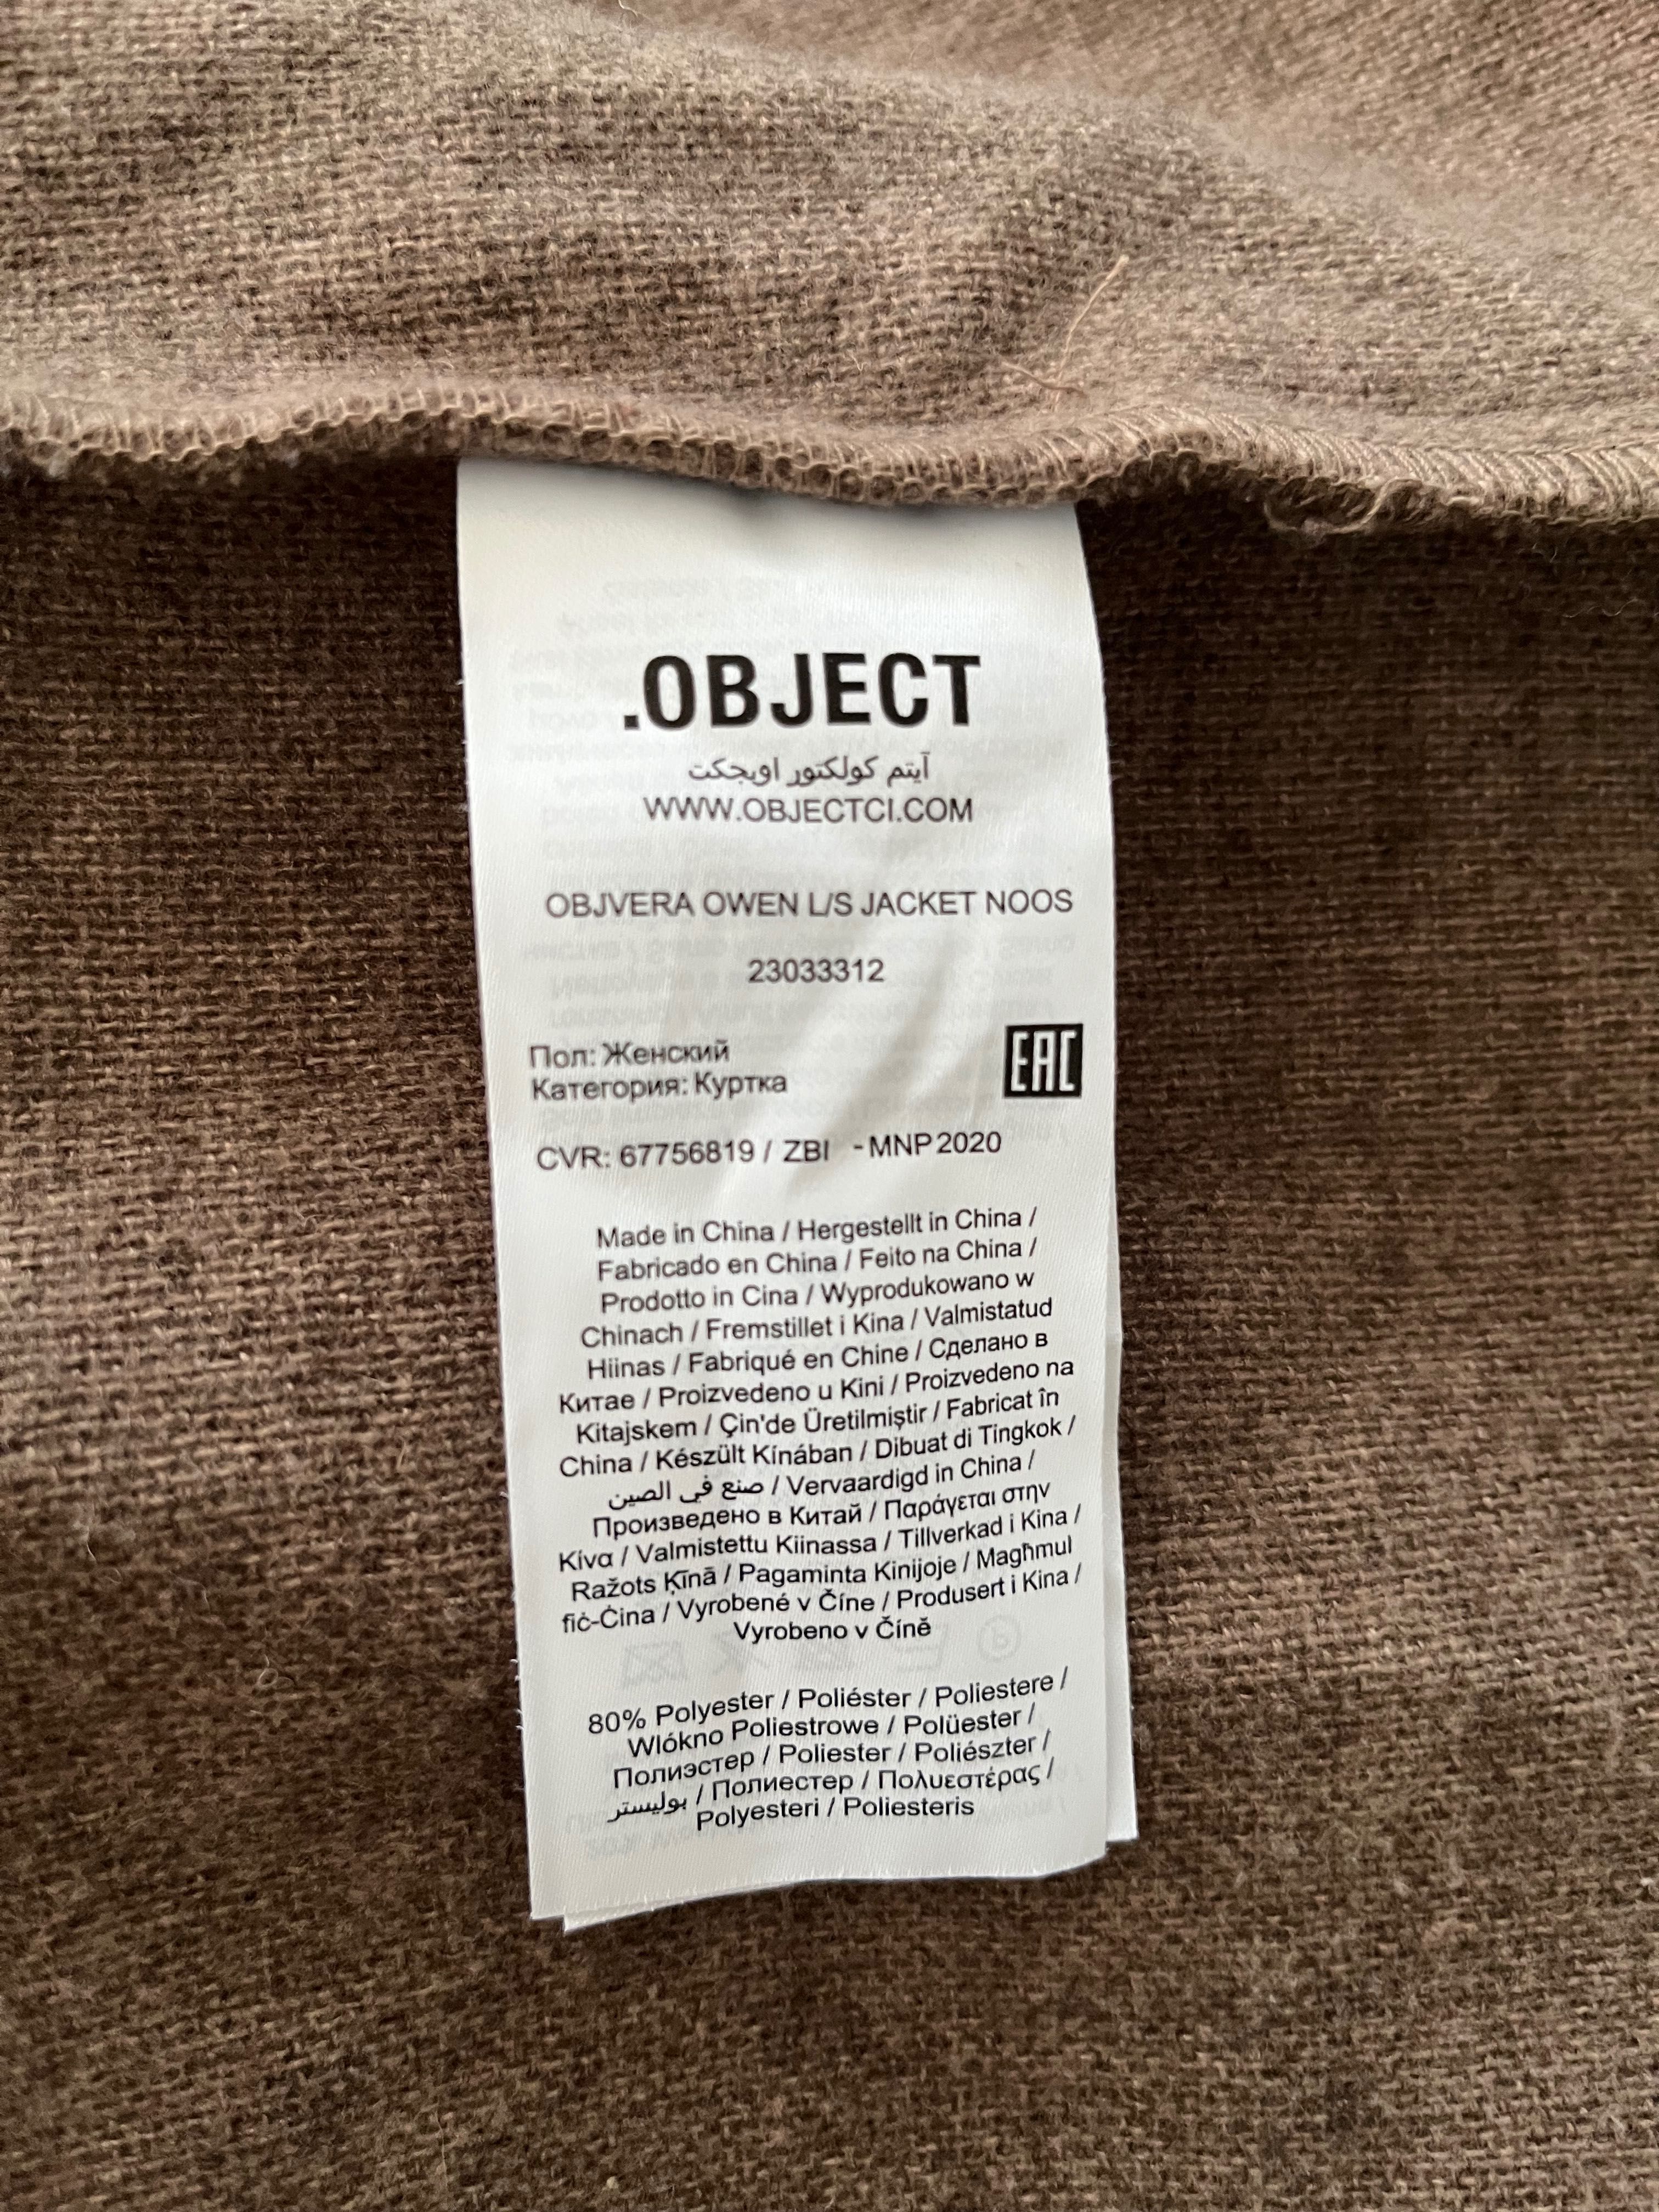 .OBJECT
آيتم كولكتور اوبجكت
WWW.OBJECTCI.COM
OBJVERA OWEN L/S JACKET NOOS
23033312
Пол: Женский
Категория: Куртка
EAC
CVR: 67756819 / ZBI - MNP 2020
Made in China / Hergestellt in China /
Fabricado en China / Feito na China /
Prodotto in Cina / Wyprodukowano w
Chinach / Fremstillet i Kina / Valmistatud
Hiinas / Fabriqué en Chine / Сделано в
Китае / Proizvedeno u Kini / Proizvedeno na
Kitajskem / Çin'de Üretilmiştir / Fabricat în
China / Készült Kínában / Dibuat di Tingkok /
صنع في الصين / Vervaardigd in China /
Произведено в Китай / Παράγεται στην
Κίνα / Valmistettu Kiinassa / Tillverkad i Kina /
Ražots Ķīnā / Pagaminta Kinijoje / Magħmul
fiċ-Ċina / Vyrobené v Číne / Produsert i Kina /
Vyrobeno v Číně
80% Polyester / Poliéster / Poliestere /
Wlókno Poliestrowe / Polüester /
Полиэстер / Poliester / Poliészter /
بوليستر / Полиестер / Πολυεστέρας /
Polyesteri / Poliesteris